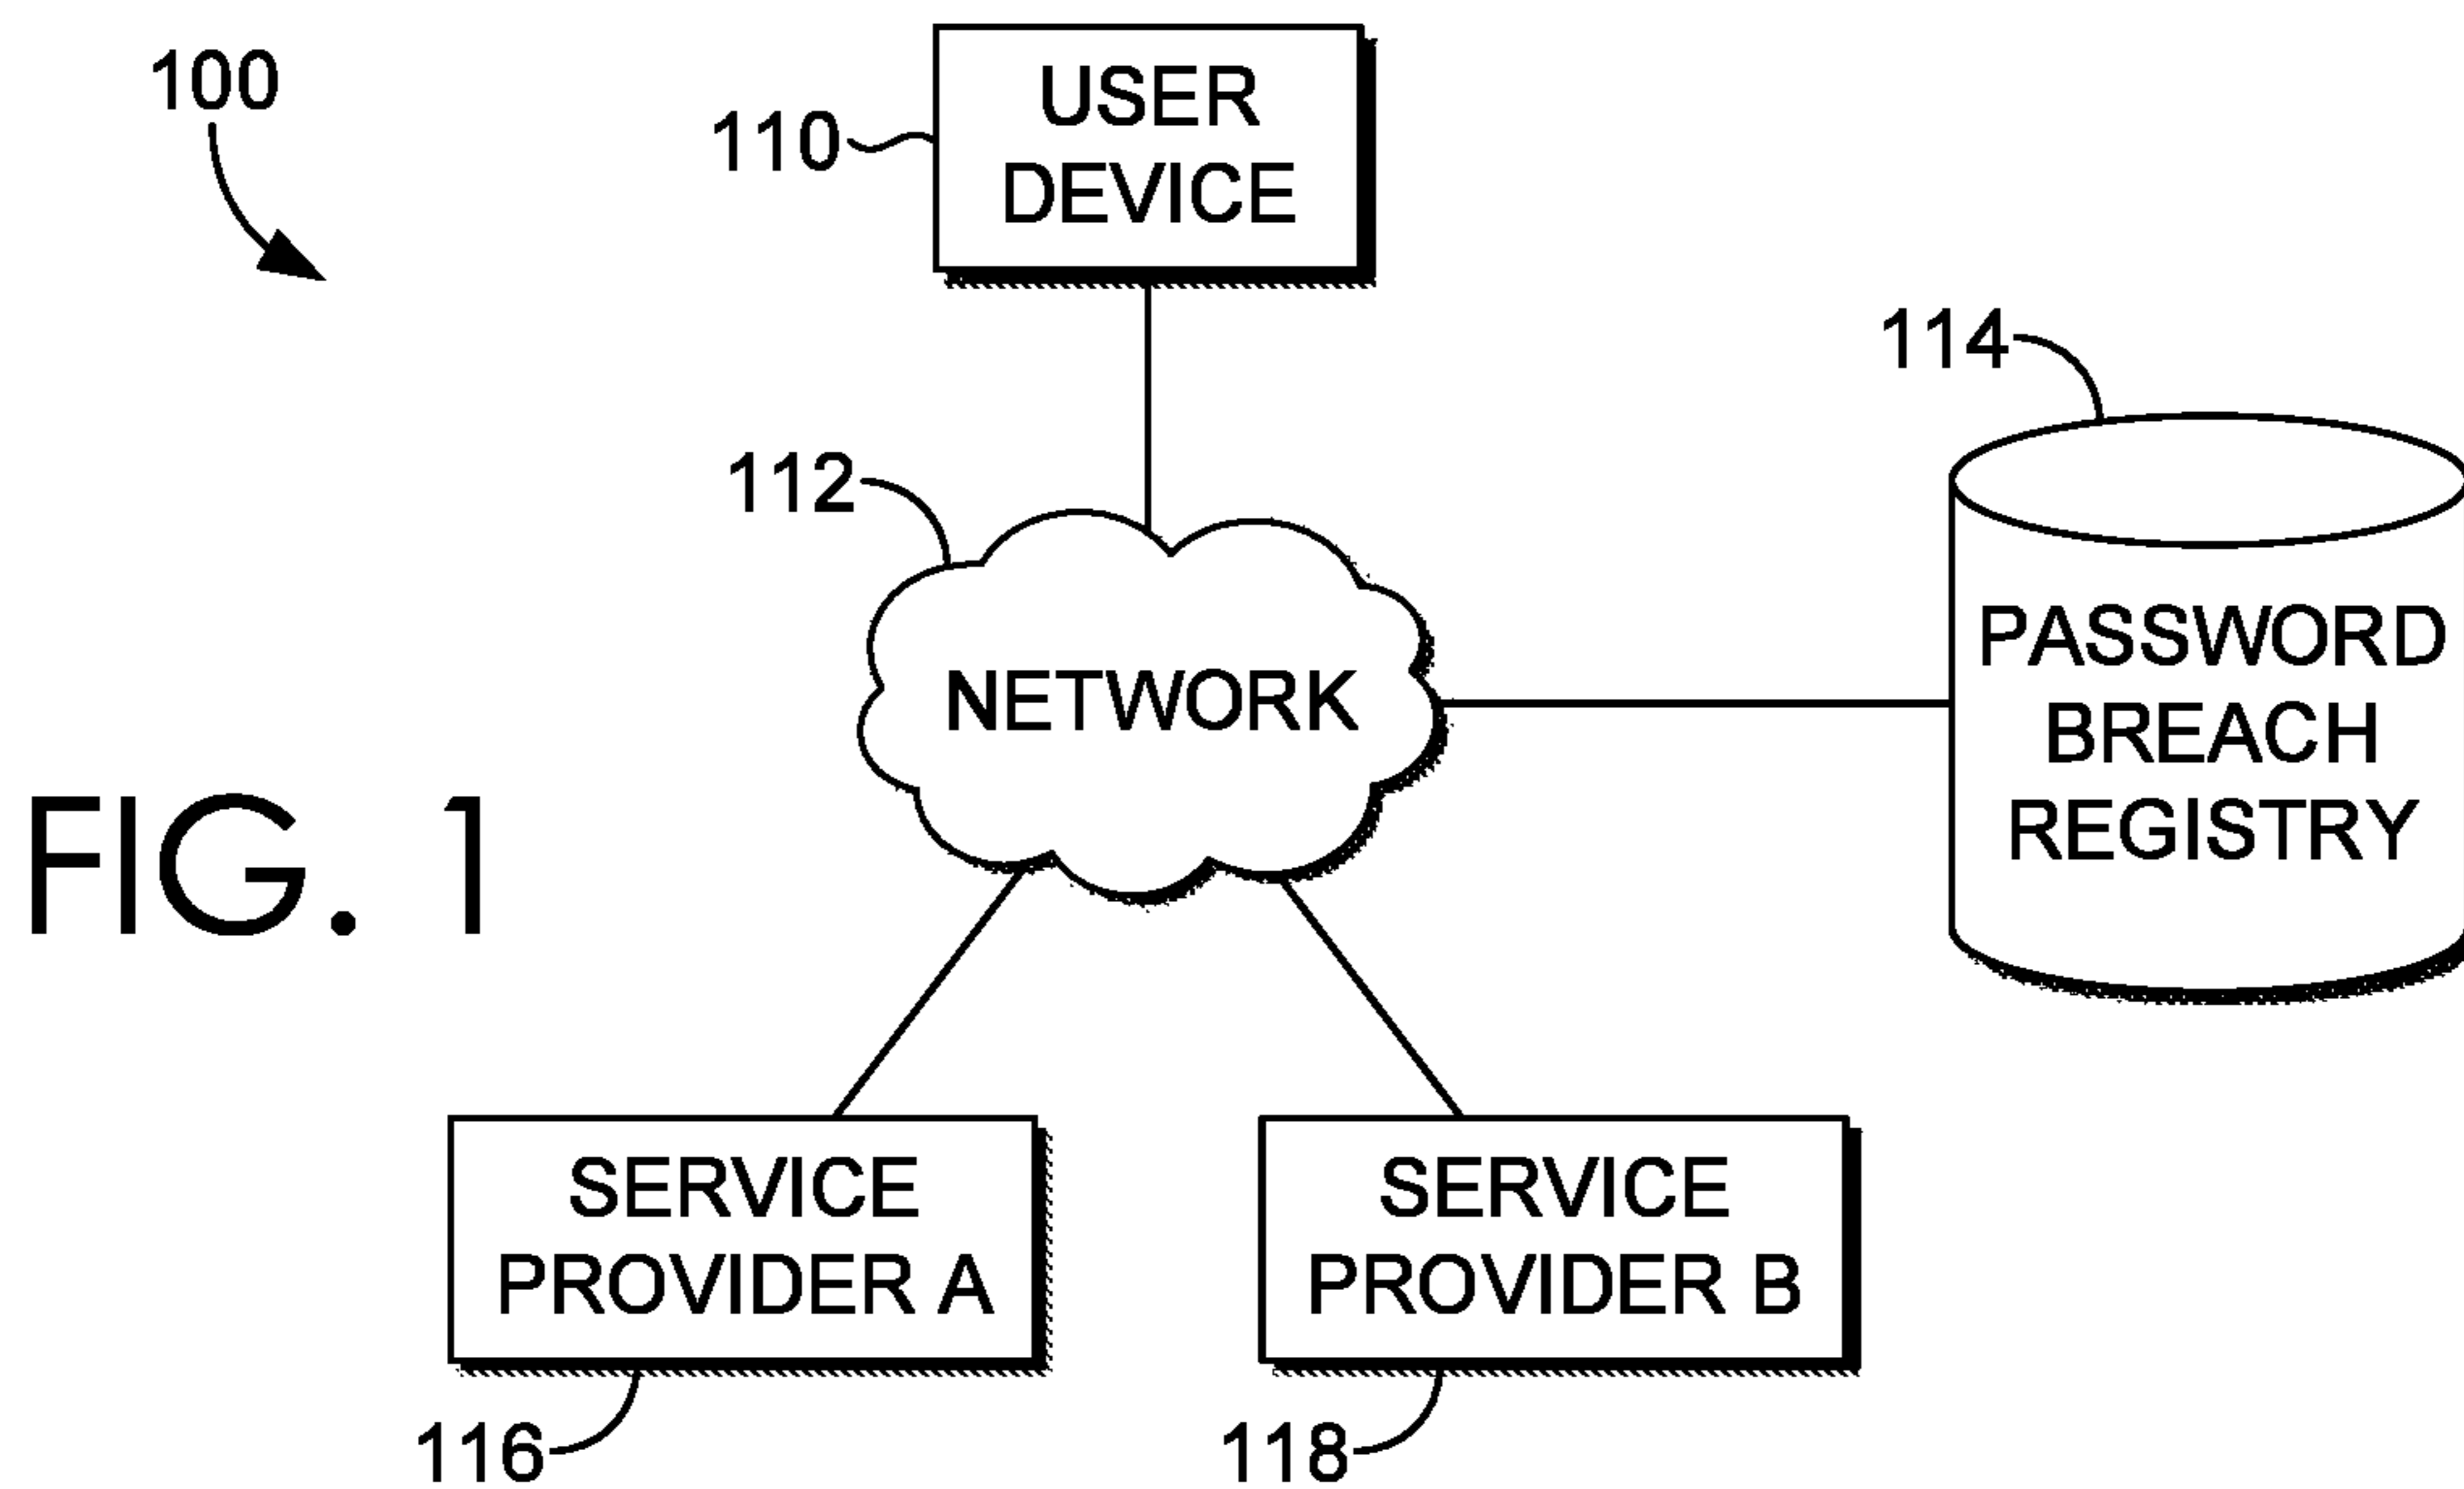 100
110
USER
DEVICE
114
112
NETWORK
PASSWORD
BREACH
REGISTRY
FIG. 1
SERVICE
PROVIDER A
SERVICE
PROVIDER B
116
118